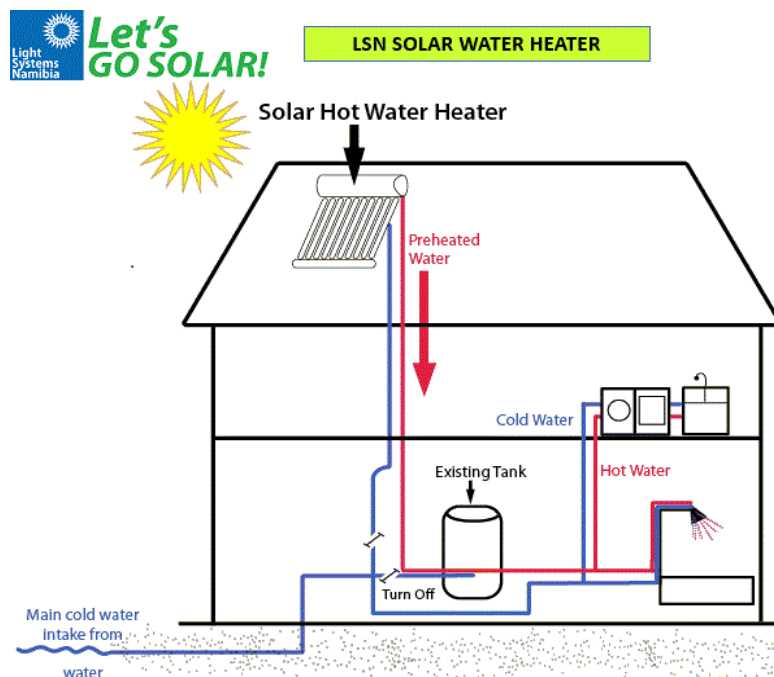 Light
Systems
Namibia
Let's
GO SOLAR!
LSN SOLAR WATER HEATER
Solar Hot Water Heater
Preheated
Water
Cold Water
Hot Water
Existing Tank
Turn Off
Main cold water
intake from
water